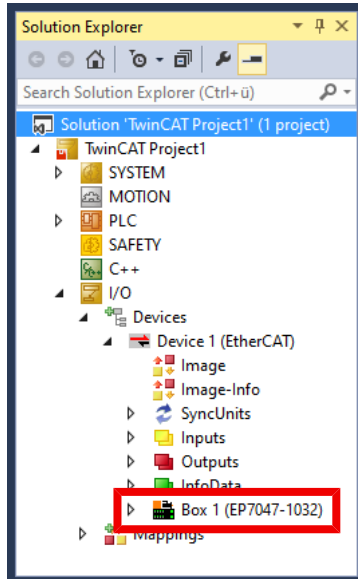 Solution Explorer
Search Solution Explorer (Ctrl+ü)
Solution 'TwinCAT Project1' (1 project)
TwinCAT Project1
SYSTEM
MOTION
PLC
SAFETY
C++
I/O
Devices
Device 1 (EtherCAT)
Image
Image-Info
SyncUnits
Inputs
Outputs
InfoData
Box 1 (EP7047-1032)
Mappings